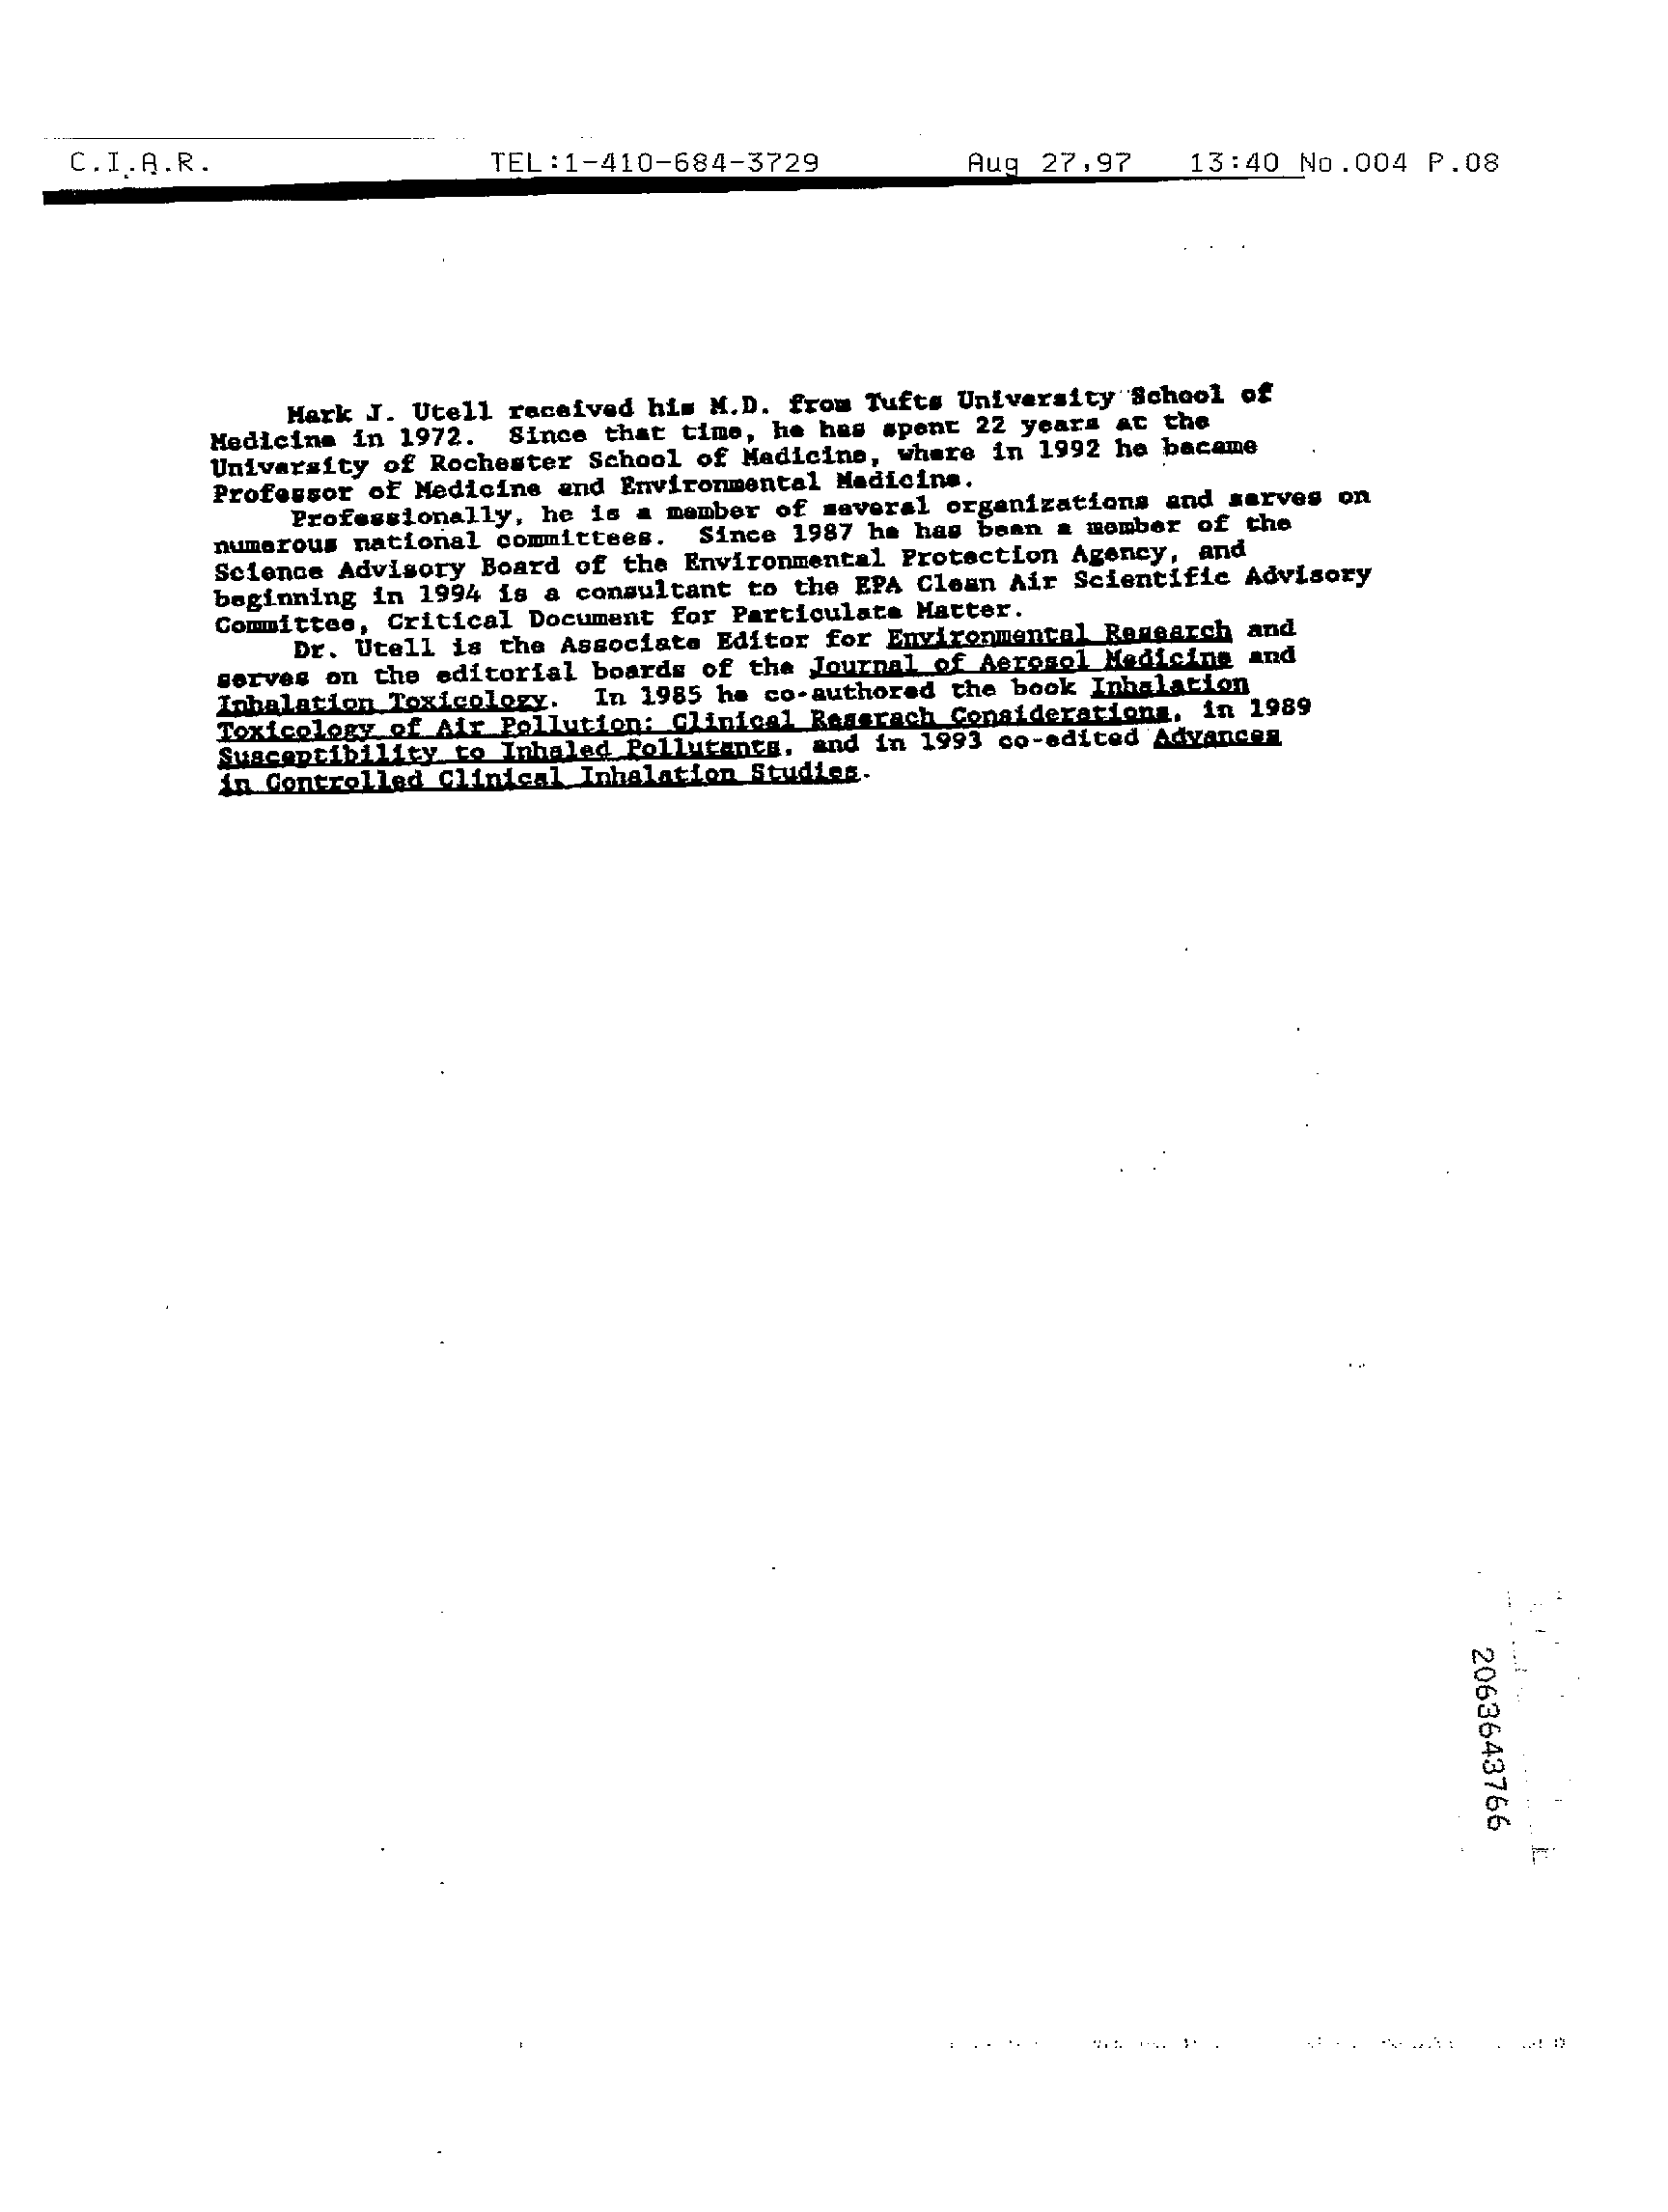 C.I.A.R. TEL:1-410-684-3729 Aug 27,97 13:40 No.004 P.08
Mark J. Utell received his M.D. from Tufts University School of
Medicine in 1972. Since that time, he has spent 22 years at the
University of Rochester School of Medicine, where in 1992 he became
Professor of Medicine and Environmental Medicine.
Professionally, he is a member of several organizations and serves on
numerous national committees. Since 1987 he has been a member of the
Science Advisory Board of the Environmental Protection Agency, and
beginning in 1994 is a consultant to the EPA Clean Air Scientific Advisory
Committee, Critical Document for Particulate Matter.
Dr. Utell is the Associate Editor for Environmental Research and
serves on the editorial boards of the Journal of Aerosol Medicine and
Inhalation Toxicology. In 1985 he co-authored the book Inhalation
Toxicology of Air Pollution: Clinical Reserach Considerations, in 1989
Susceptibility to Inhaled Pollutants, and in 1993 co-edited Advances
in Controlled Clinical Inhalation Studies.
2063643766